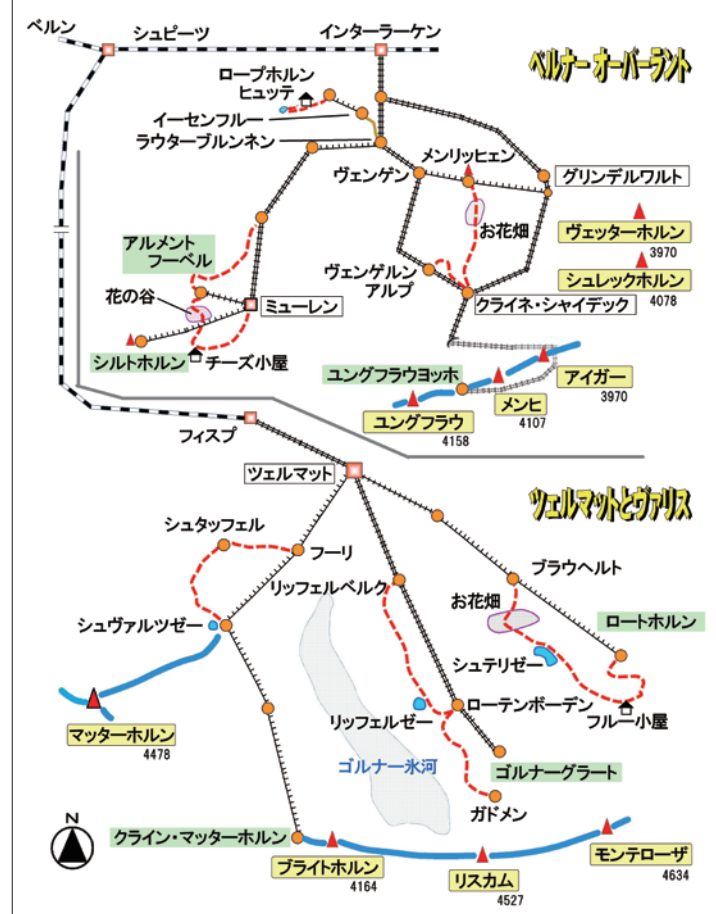 ベルン
シュピーツ
インターラーケン
ベルナー オーバーラント
ロープホルン
ヒュッテ
イーセンフルー
ラウターブルンネン
メンリッヒェン
ヴェンゲン
グリンデルワルト
お花畑
ヴェッターホルン
3970
アルメント
フーベル
ヴェンゲルン
アルプ
シュレックホルン
4078
花の谷
ミューレン
クライネ・シャイデック
シルトホルン
チーズ小屋
ユングフラウヨッホ
アイガー
3970
メンヒ
4107
ユングフラウ
4158
フィスプ
ツェルマット
ツェルマットとヴァリス
シュタッフェル
フーリ
ブラウヘルト
リッフェルベルク
お花畑
ロートホルン
シュヴァルツゼー
シュテリゼー
ローテンボーデン
フルー小屋
リッフェルゼー
マッターホルン
4478
ゴルナー氷河
ゴルナーグラート
ガドメン
N
クライン・マッターホルン
ブライトホルン
4164
リスカム
4527
モンテローザ
4634